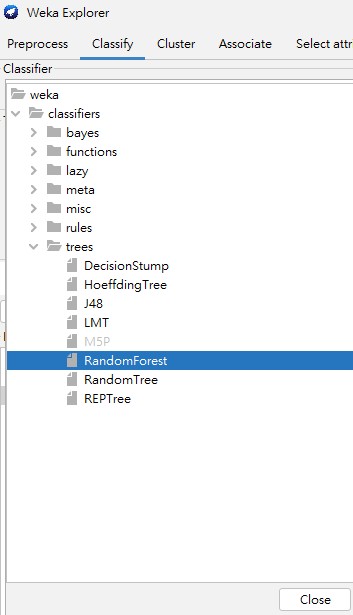 Weka Explorer
Preprocess Classify Cluster Associate Select attr
Classifier
weka
classifiers
bayes
functions
lazy
meta
misc
rules
trees
DecisionStump
HoeffdingTree
J48
LMT
M5P
RandomForest
RandomTree
REPTree
Close